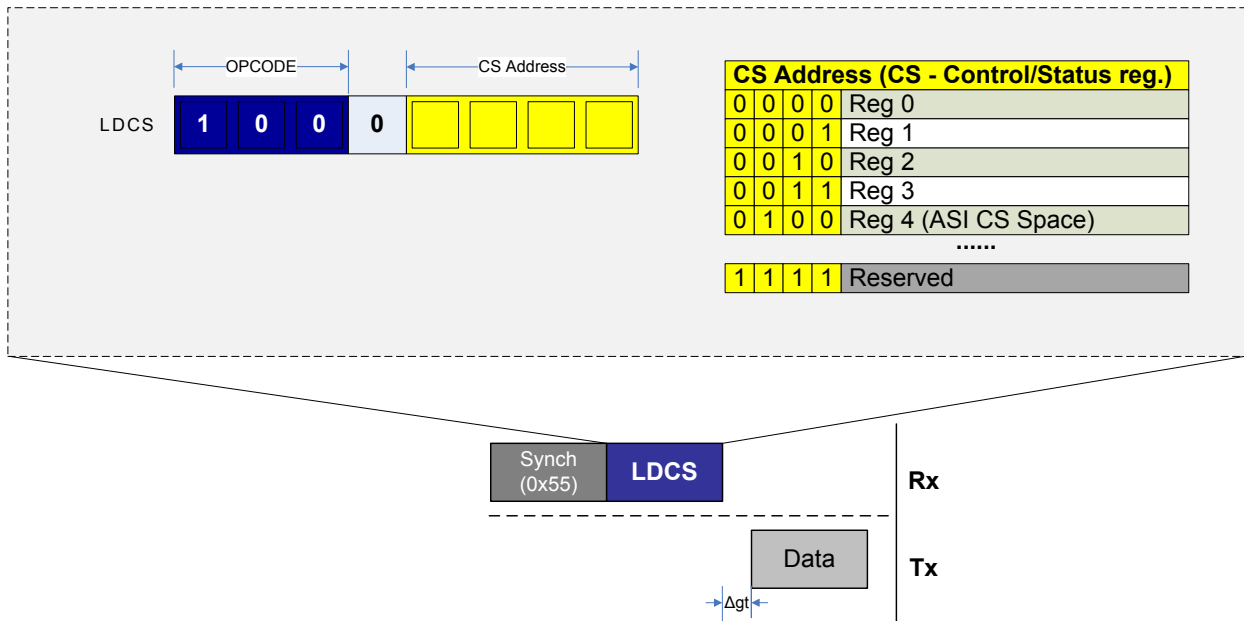 OPCODE
CS Address
LDCS 1 0 0 0
CS Address (CS - Control/Status reg.)
0 0 0 0 Reg 0
0 0 0 1 Reg 1
0 0 1 0 Reg 2
0 0 1 1 Reg 3
0 1 0 0 Reg 4 (ASI CS Space)
......
1 1 1 1 Reserved
Synch
(0x55)
LDCS
Rx
Data
Tx
Δgt